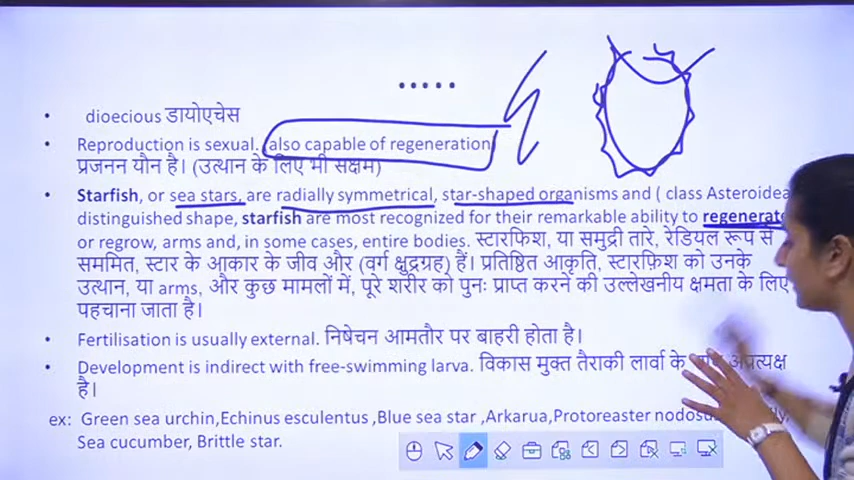 .....
• dioecious डायोएचेस
• Reproduction is sexual. (also capable of regeneration)
प्रजनन यौन है। (उत्थान के लिए भी सक्षम)
• Starfish, or sea stars, are radially symmetrical, star-shaped organisms and ( class Asteroidea
distinguished shape, starfish are most recognized for their remarkable ability to regenerate
or regrow, arms and, in some cases, entire bodies. स्टारफिश, या समुद्री तारे, रेडियल रूप से
सममित, स्टार के आकार के जीव और (वर्ग क्षुद्रग्रह) हैं। प्रतिष्ठित आकृति, स्टारफ़िश को उनके
उत्थान, या arms, और कुछ मामलों में, पूरे शरीर को पुनः प्राप्त करने की उल्लेखनीय क्षमता के लिए
पहचाना जाता है।
• Fertilisation is usually external. निषेचन आमतौर पर बाहरी होता है।
• Development is indirect with free-swimming larva. विकास मुक्त तैराकी लार्वा के अप्रत्यक्ष
है।
ex: Green sea urchin,Echinus esculentus ,Blue sea star ,Arkarua,Protoreaster
Sea cucumber, Brittle star.